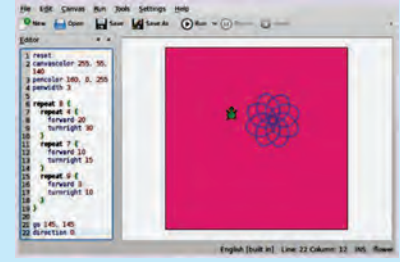 File Edit Canvas Run Tools Settings Help
New Open Save Save As Run
Editor
1 reset
2 canvascolor 255, 55,
140
3 pencolor 160, 0, 255
4 penwidth 3
5
6 repeat 8 {
7 repeat 4 {
8 forward 20
9 turnright 30
10 }
11 repeat 7 {
12 forward 10
13 turnright 15
14 }
15 repeat 9 {
16 forward 3
17 turnright 10
18 }
19 }
20
21 go 145, 145
22 direction 0
English [built in] Line: 22 Column: 12 INS flower